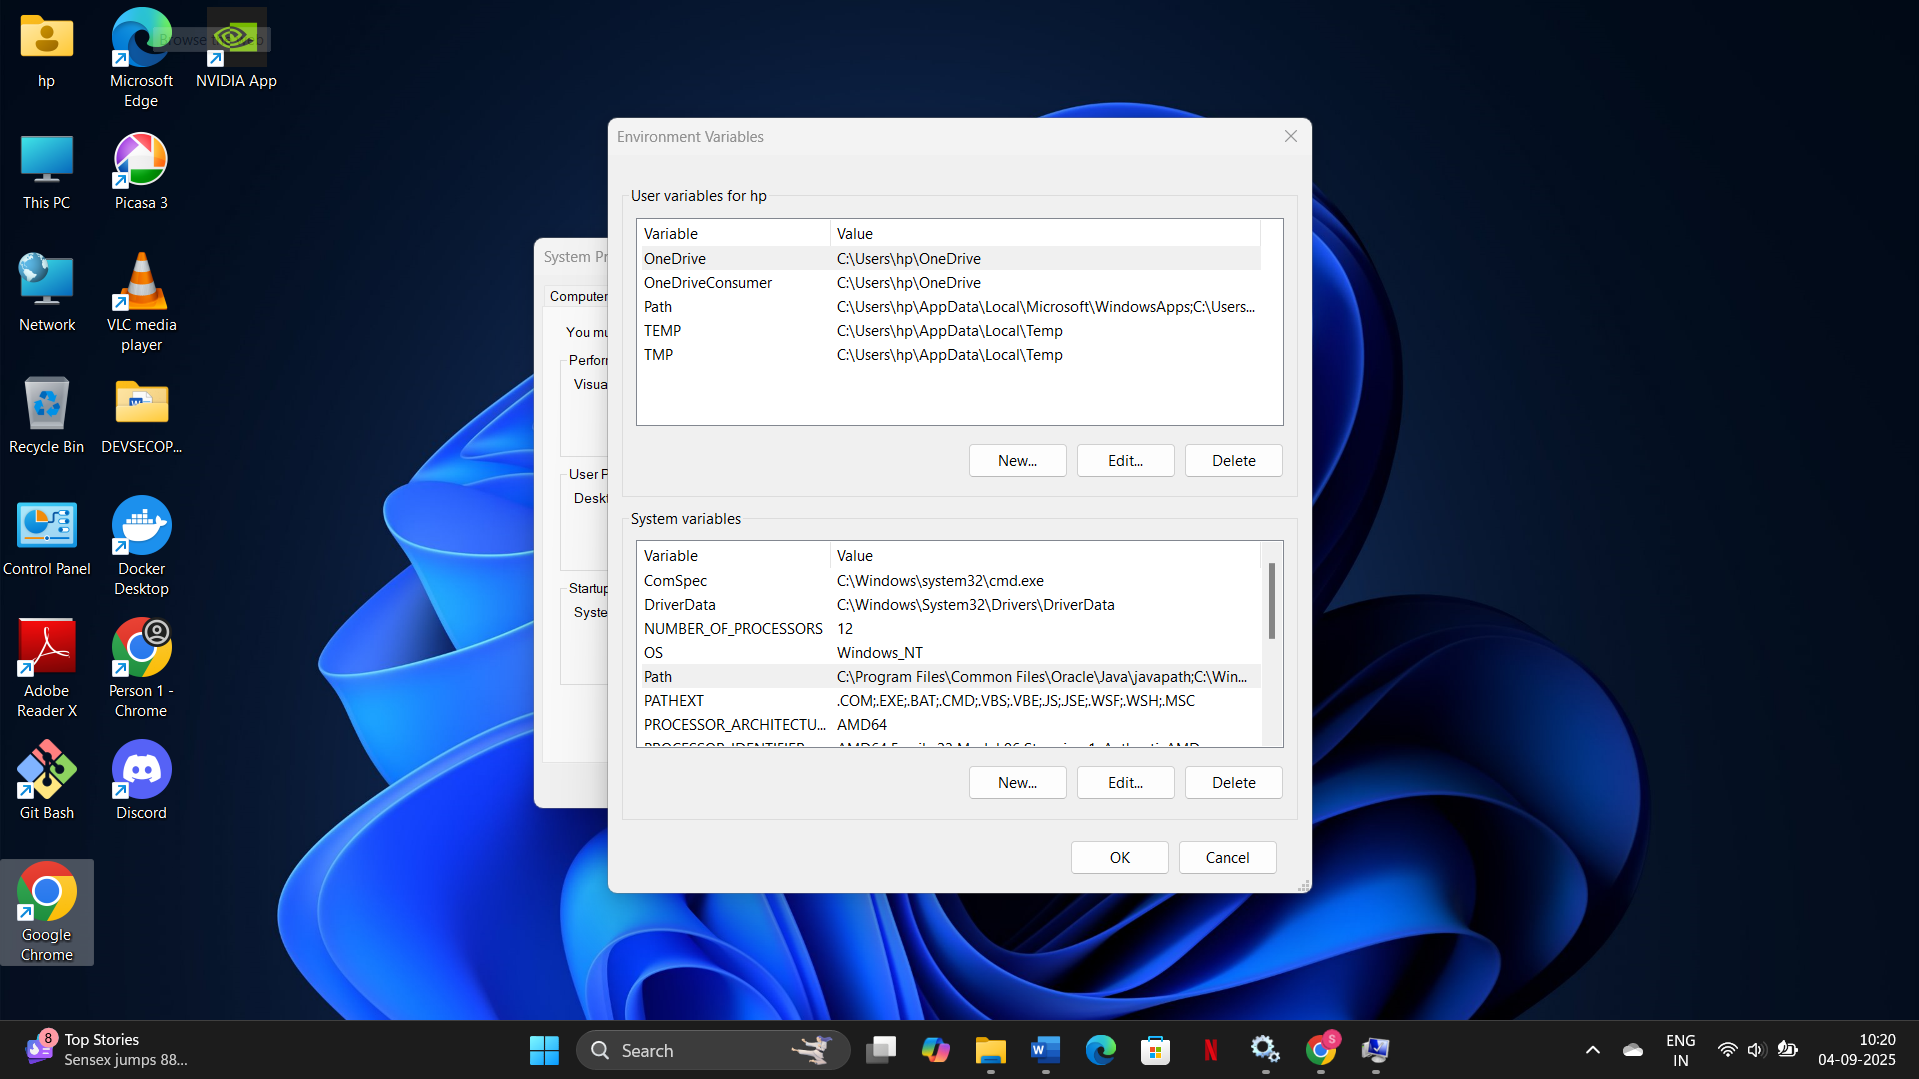 hp
Microsoft
Edge
NVIDIA App
This PC
Picasa 3
Network
VLC media
player
Recycle Bin
DEVSECOP...
Control Panel
Docker
Desktop
Adobe
Reader X
Person 1 -
Chrome
Git Bash
Discord
Google
Chrome
System Pr
Computer
You mu
Perforr
Visua
User P
Deskt
Startup
Syste
Environment Variables
User variables for hp
Variable Value
OneDrive C:\Users\hp\OneDrive
OneDriveConsumer C:\Users\hp\OneDrive
Path C:\Users\hp\AppData\Local\Microsoft\WindowsApps;C:\Users...
TEMP C:\Users\hp\AppData\Local\Temp
TMP C:\Users\hp\AppData\Local\Temp
New... Edit... Delete
System variables
Variable Value
ComSpec C:\Windows\system32\cmd.exe
DriverData C:\Windows\System32\Drivers\DriverData
NUMBER_OF_PROCESSORS 12
OS Windows_NT
Path C:\Program Files\Common Files\Oracle\Java\javapath;C:\Win...
PATHEXT .COM;.EXE;.BAT;.CMD;.VBS;.VBE;.JS;.JSE;.WSF;.WSH;.MSC
PROCESSOR_ARCHITECTU... AMD64
New... Edit... Delete
OK Cancel
8 Top Stories
Sensex jumps 88...
Search
S
ENG
IN
10:20
04-09-2025